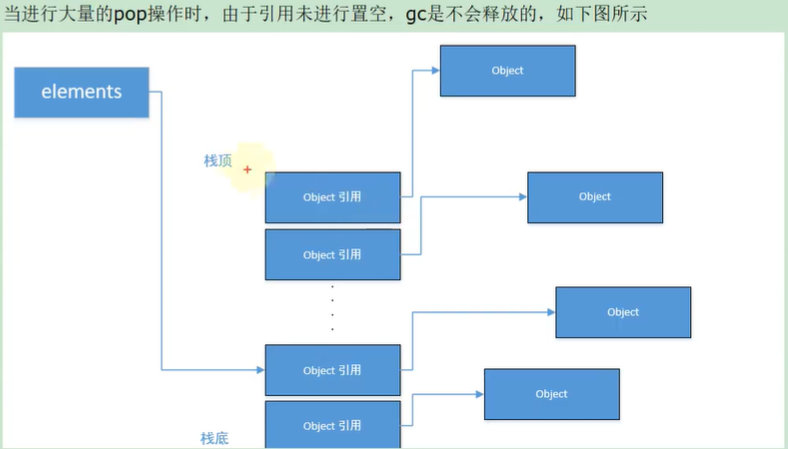 当进行大量的pop操作时，由于引用未进行置空，gc是不会释放的，如下图所示
Object
elements
栈顶
Object 引用
Object
Object 引用
Object
Object 引用
Object
Object 引用
栈底